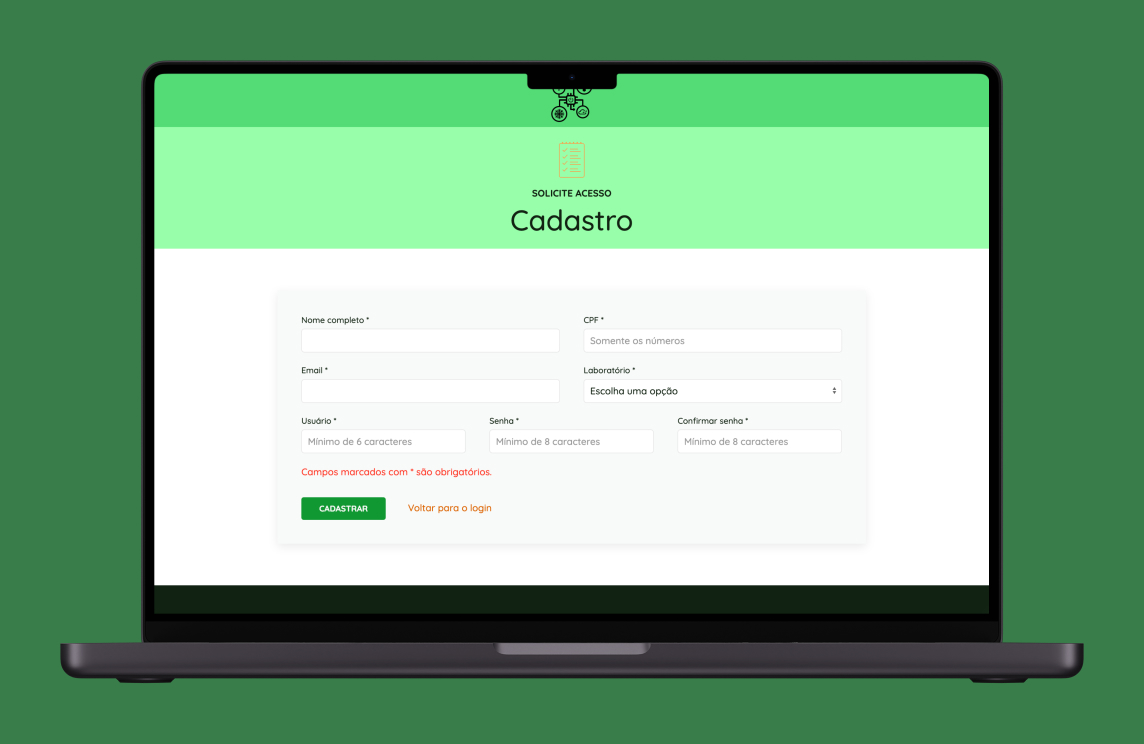 SOLICITE ACESSO
Cadastro
Nome completo *
CPF *
Somente os números
Email *
Laboratório *
Escolha uma opção
Usuário *
Senha *
Confirmar senha *
Mínimo de 6 caracteres
Mínimo de 8 caracteres
Mínimo de 8 caracteres
Campos marcados com * são obrigatórios.
CADASTRAR
Voltar para o login